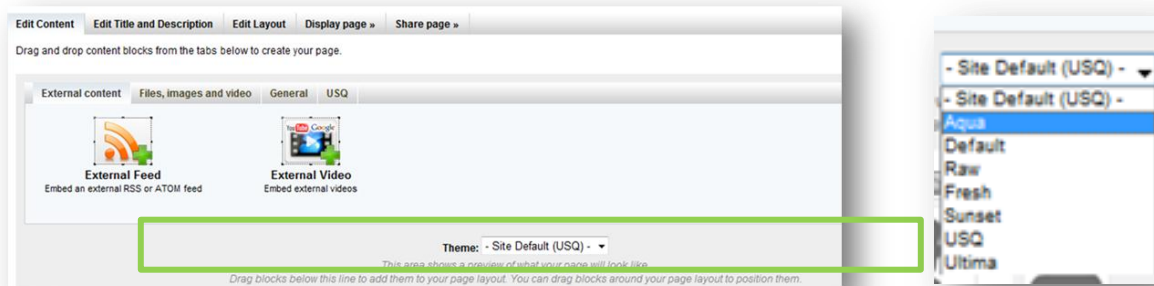 Edit Content Edit Title and Description Edit Layout Display page » Share page »
Drag and drop content blocks from the tabs below to create your page.
External content Files, images and video General USQ
You Tube Google
External Feed External Video
Embed an external RSS or ATOM feed Embed external videos
Theme: - Site Default (USQ) -
This area shows a preview of what your page will look like.
Drag blocks below this line to add them to your page layout. You can drag blocks around your page layout to position them.
- Site Default (USQ) -
- Site Default (USQ) -
Aqua
Default
Raw
Fresh
Sunset
USQ
Ultima